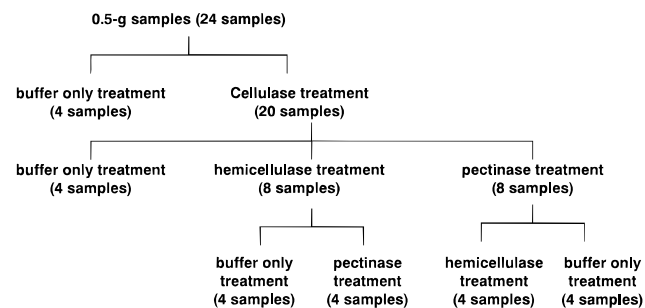 0.5-g samples (24 samples)
buffer only treatment
(4 samples)
Cellulase treatment
(20 samples)
buffer only treatment
(4 samples)
hemicellulase treatment
(8 samples)
pectinase treatment
(8 samples)
buffer only
treatment
(4 samples)
pectinase
treatment
(4 samples)
hemicellulase
treatment
(4 samples)
buffer only
treatment
(4 samples)